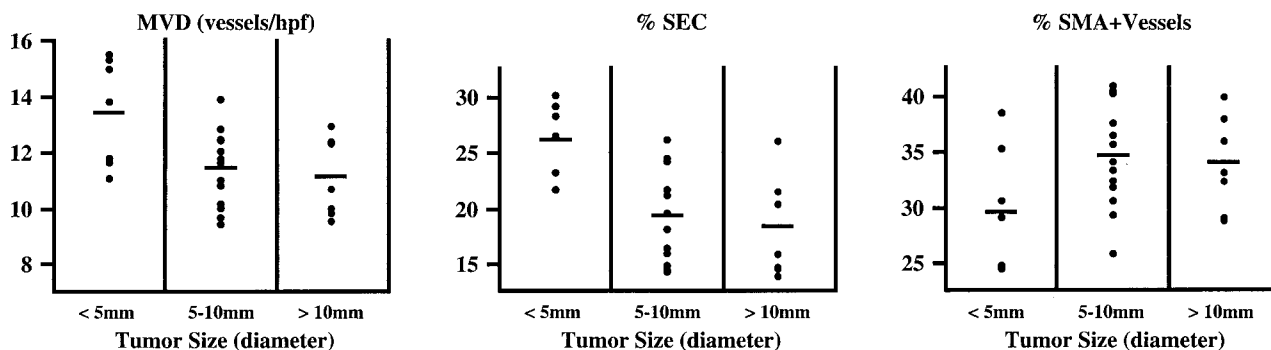 MVD (vessels/hpf)
16
14
12
10
8
< 5mm 5-10mm > 10mm
Tumor Size (diameter)
% SEC
30
25
20
15
< 5mm 5-10mm > 10mm
Tumor Size (diameter)
% SMA+Vessels
40
35
30
25
< 5mm 5-10mm > 10mm
Tumor Size (diameter)